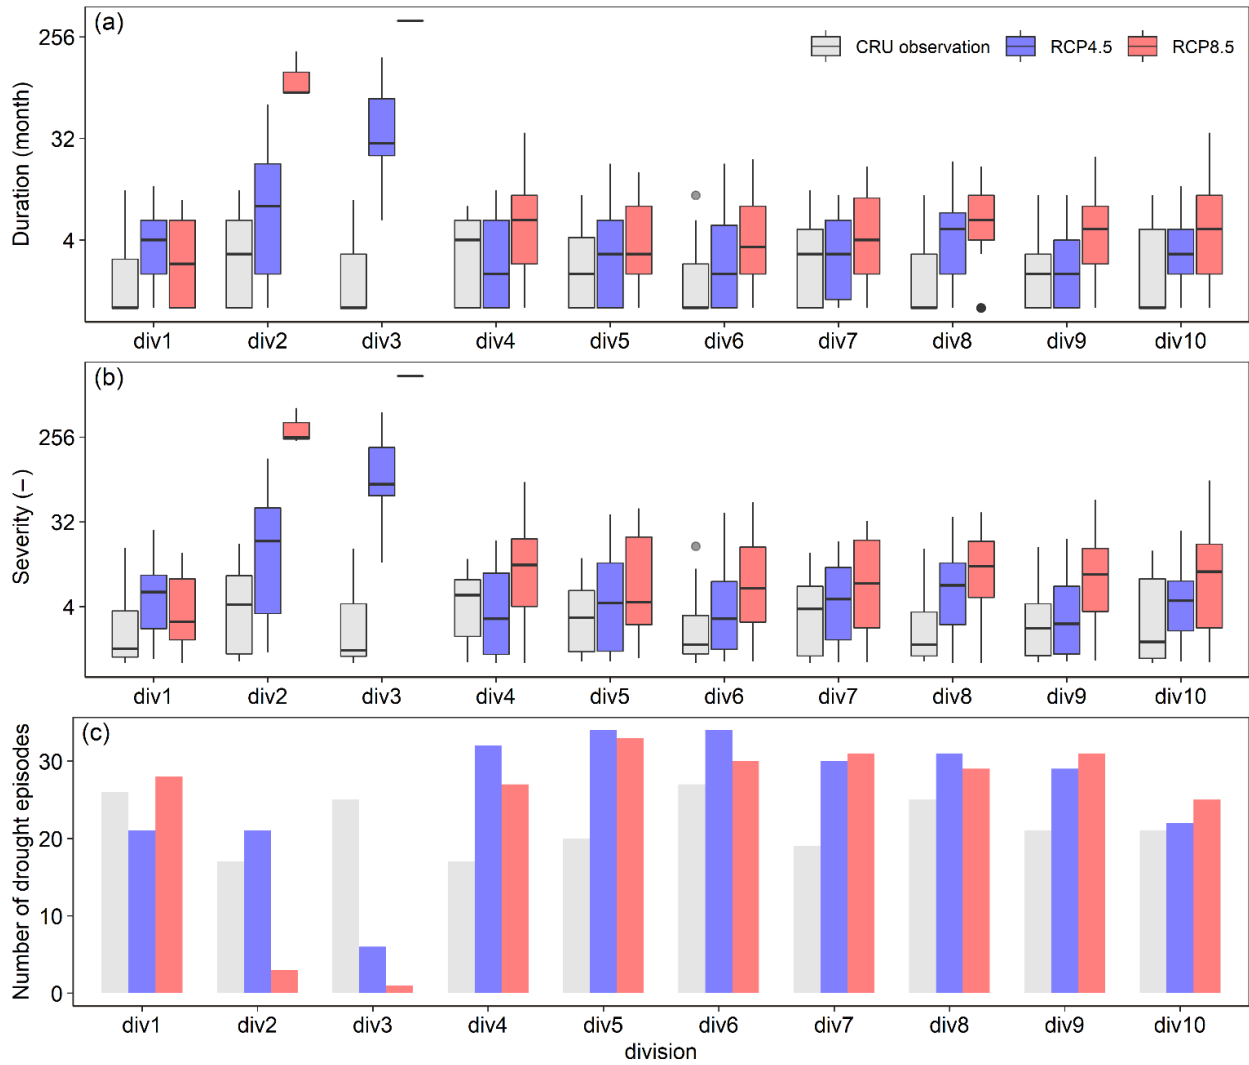 (a)
256
32
4
Duration (month)
CRU observation RCP4.5 RCP8.5
div1 div2 div3 div4 div5 div6 div7 div8 div9 div10
(b)
256
32
4
Severity (−)
div1 div2 div3 div4 div5 div6 div7 div8 div9 div10
(c)
30
20
10
0
Number of drought episodes
div1 div2 div3 div4 div5 div6 div7 div8 div9 div10
division